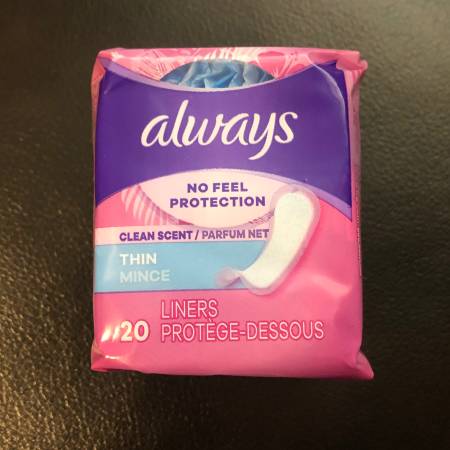 always
NO FEEL
PROTECTION
CLEAN SCENT / PARFUM NET
THIN
MINCE
20 LINERS
PROTÈGE-DESSOUS